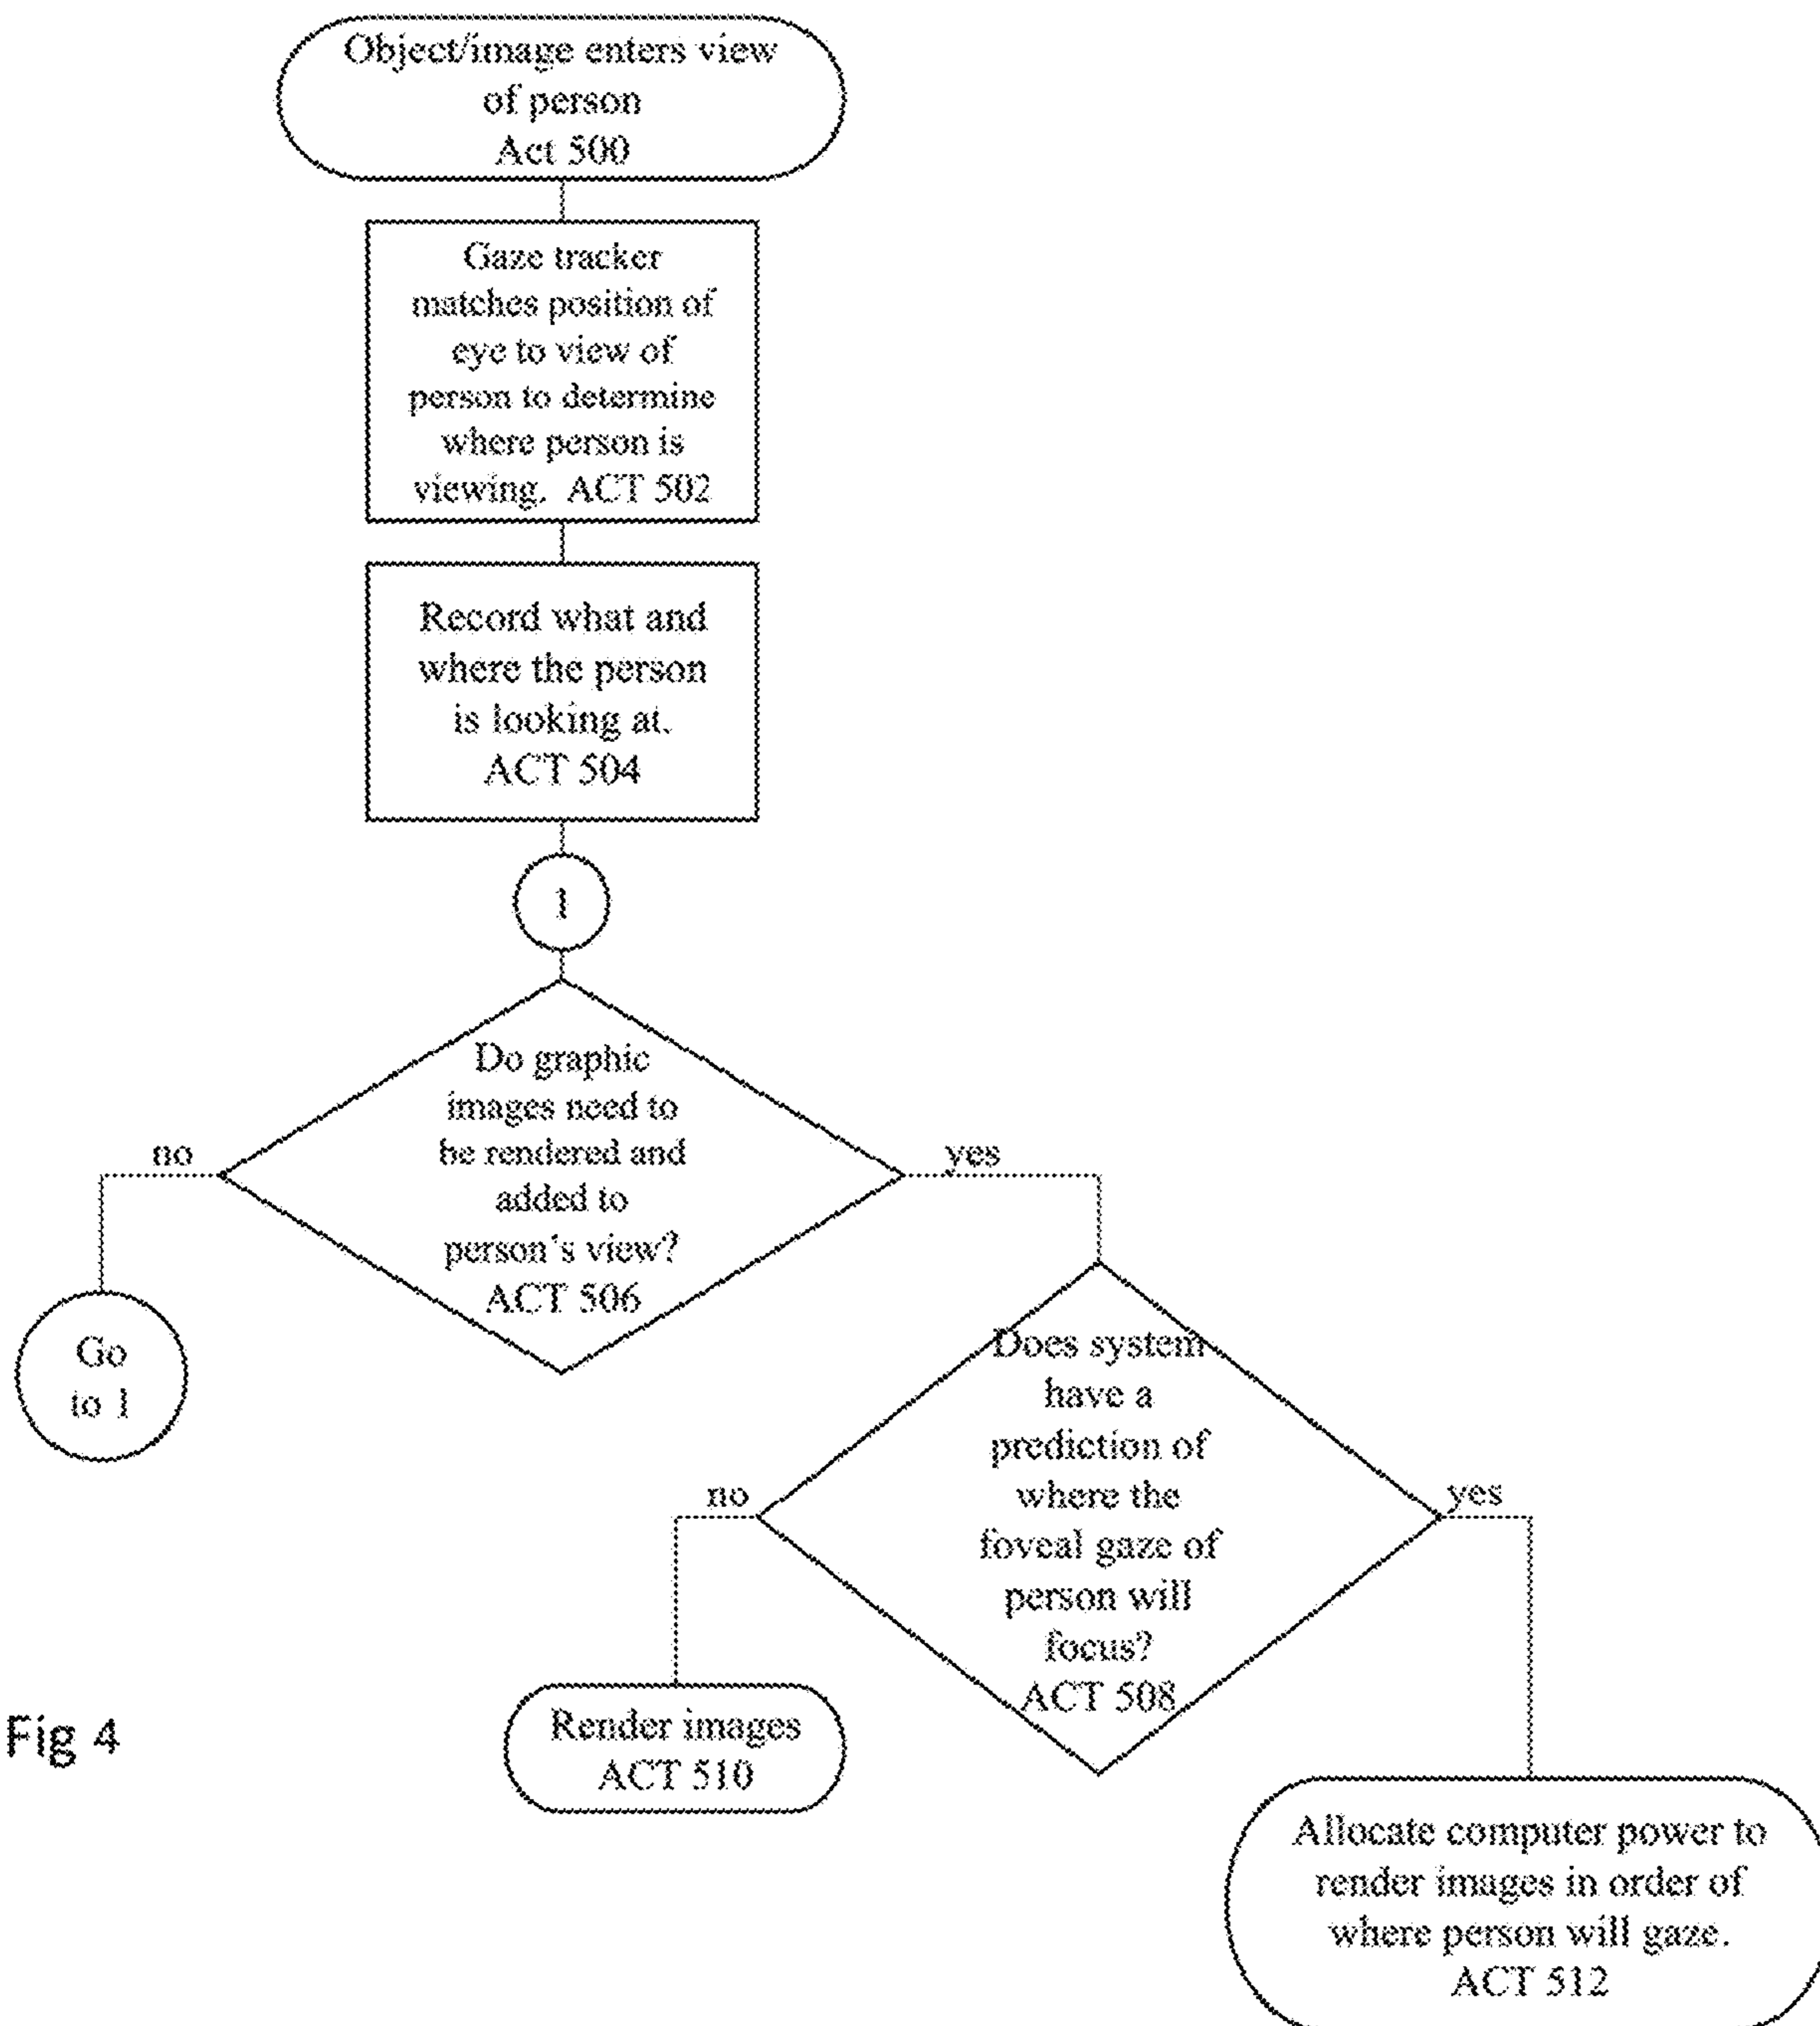 Object/image enters view
of person
Act 500
Gaze tracker
matches position of
eye to view of
person to determine
where person is
viewing. ACT 502
Record what and
where the person
is looking at.
ACT 504
1
Do graphic
images need to
be rendered and
added to
person's view?
ACT 506
no
yes
Go
to 1
Does system
have a
prediction of
where the
foveal gaze of
person will
focus?
ACT 508
no
yes
Render images
ACT 510
Fig 4
Allocate computer power to
render images in order of
where person will gaze.
ACT 512